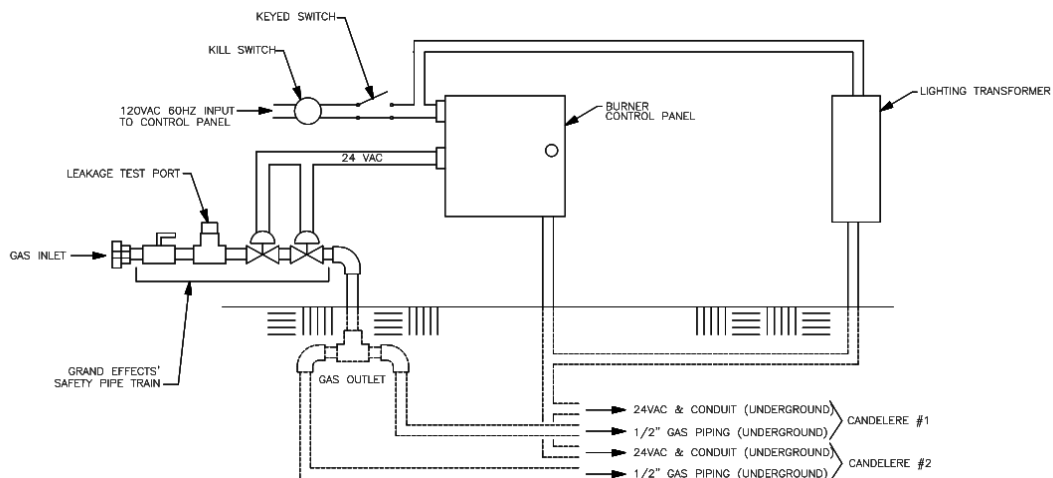 KEYED SWITCH
KILL SWITCH
120VAC 60HZ INPUT
TO CONTROL PANEL
BURNER
CONTROL PANEL
LIGHTING TRANSFORMER
24 VAC
LEAKAGE TEST PORT
GAS INLET
GRAND EFFECTS'
SAFETY PIPE TRAIN
GAS OUTLET
24VAC & CONDUIT (UNDERGROUND)
1/2" GAS PIPING (UNDERGROUND)
CANDELERE #1
24VAC & CONDUIT (UNDERGROUND)
1/2" GAS PIPING (UNDERGROUND)
CANDELERE #2